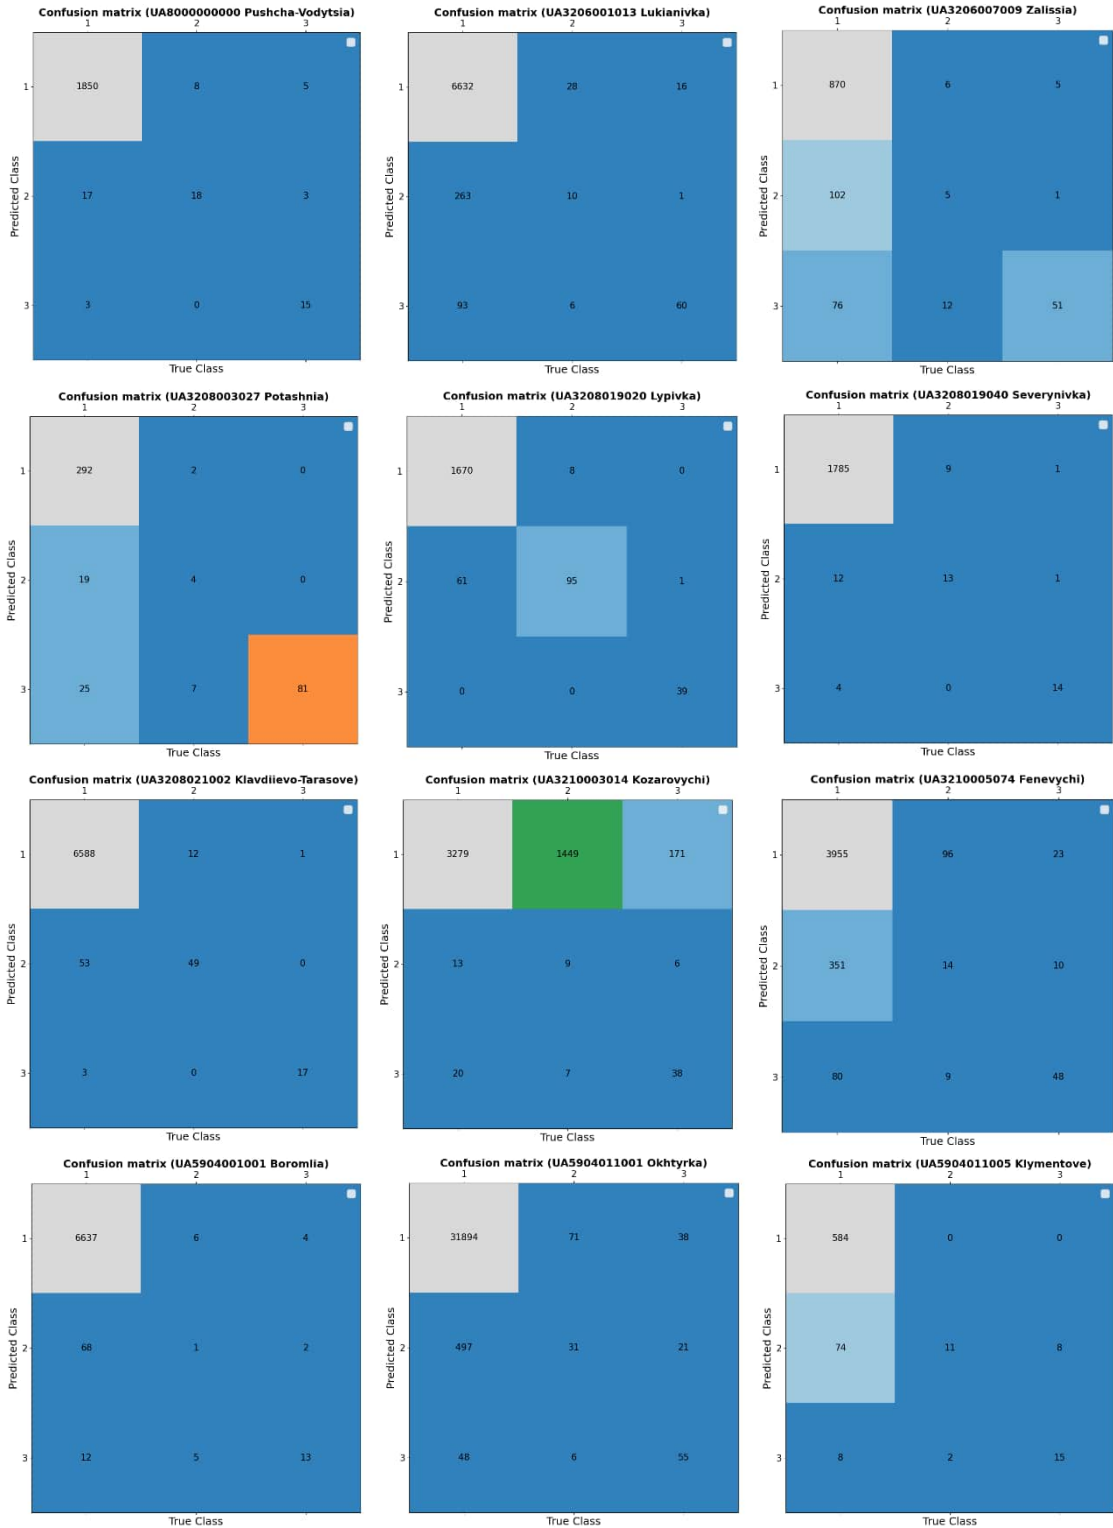 Confusion matrix (UA8000000000 Pushcha-Vodytsia)
1 2 3
1 1850 8 5
2 17 18 3
3 3 0 15
Predicted Class
True Class
Confusion matrix (UA3206001013 Lukianivka)
1 2 3
1 6632 28 16
2 263 10 1
3 93 6 60
Predicted Class
True Class
Confusion matrix (UA3206007009 Zalissia)
1 2 3
1 870 6 5
2 102 5 1
3 76 12 51
Predicted Class
True Class
Confusion matrix (UA3208003027 Potashnia)
1 2 3
1 292 2 0
2 19 4 0
3 25 7 81
Predicted Class
True Class
Confusion matrix (UA3208019020 Lypivka)
1 2 3
1 1670 8 0
2 61 95 1
3 0 0 39
Predicted Class
True Class
Confusion matrix (UA3208019040 Severynivka)
1 2 3
1 1785 9 1
2 12 13 1
3 4 0 14
Predicted Class
True Class
Confusion matrix (UA3208021002 Klavdiievo-Tarasove)
1 2 3
1 6588 12 1
2 53 49 0
3 3 0 17
Predicted Class
True Class
Confusion matrix (UA3210003014 Kozarovychi)
1 2 3
1 3279 1449 171
2 13 9 6
3 20 7 38
Predicted Class
True Class
Confusion matrix (UA3210005074 Fenevychi)
1 2 3
1 3955 96 23
2 351 14 10
3 80 9 48
Predicted Class
True Class
Confusion matrix (UA5904001001 Boromlia)
1 2 3
1 6637 6 4
2 68 1 2
3 12 5 13
Predicted Class
True Class
Confusion matrix (UA5904011001 Okhtyrka)
1 2 3
1 31894 71 38
2 497 31 21
3 48 6 55
Predicted Class
True Class
Confusion matrix (UA5904011005 Klymentove)
1 2 3
1 584 0 0
2 74 11 8
3 8 2 15
Predicted Class
True Class